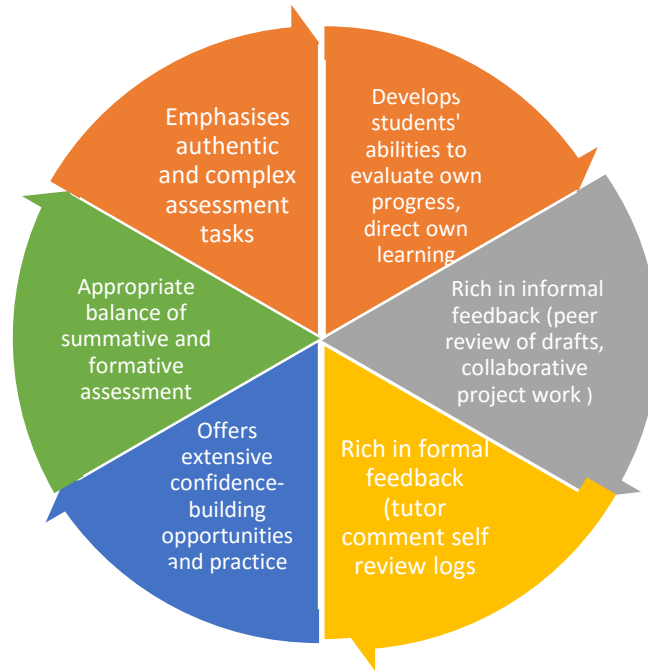 Emphasises
authentic
and complex
assessment
tasks
Develops
students'
abilities to
evaluate own
progress,
direct own
learning
Rich in informal
feedback (peer
review of drafts,
collaborative
project work )
Rich in formal
feedback
(tutor
comment self
review logs
Offers
extensive
confidence-
building
opportunities
and practice
Appropriate
balance of
summative and
formative
assessment